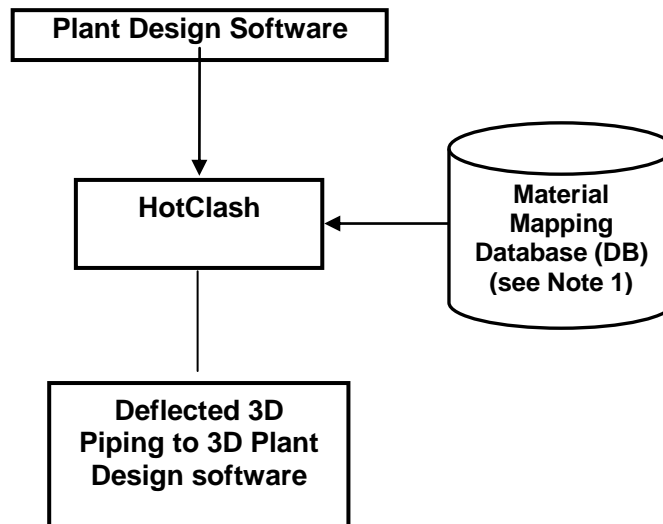 Plant Design Software
HotClash
Material
Mapping
Database (DB)
(see Note 1)
Deflected 3D
Piping to 3D Plant
Design software